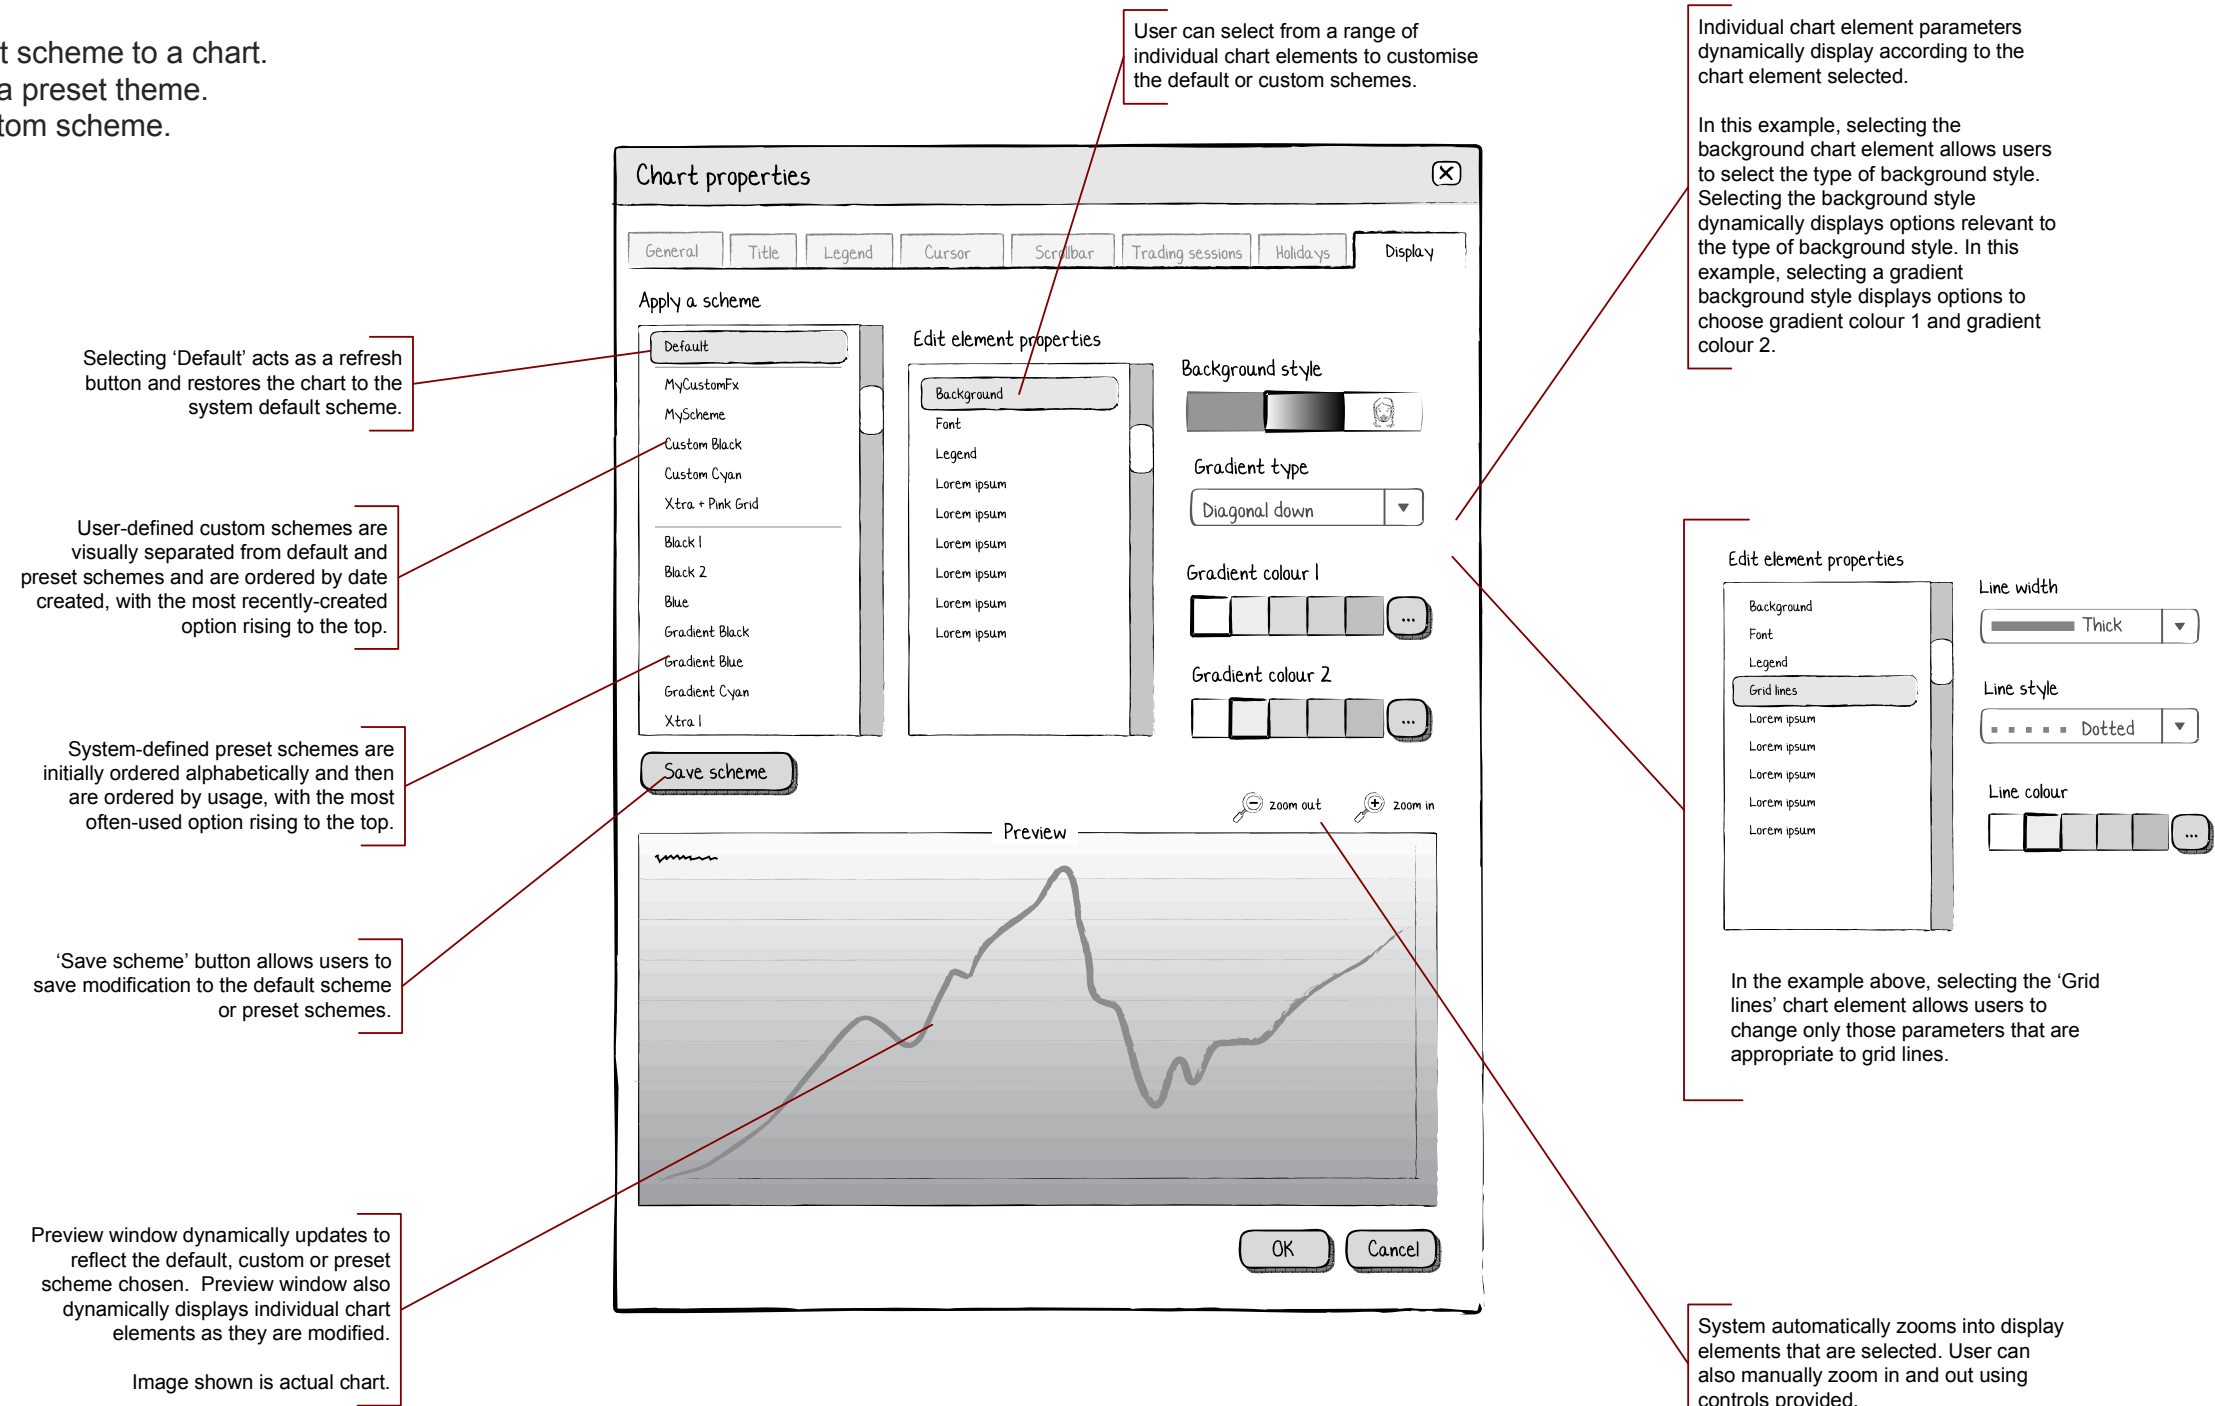 t scheme to a chart.
a preset theme.
tom scheme.
User can select from a range of
individual chart elements to customise
the default or custom schemes.
Individual chart element parameters
dynamically display according to the
chart element selected.
In this example, selecting the
background chart element allows users
to select the type of background style.
Selecting the background style
dynamically displays options relevant to
the type of background style. In this
example, selecting a gradient
background style displays options to
choose gradient colour 1 and gradient
colour 2.
Selecting ‘Default’ acts as a refresh
button and restores the chart to the
system default scheme.
User-defined custom schemes are
visually separated from default and
preset schemes and are ordered by date
created, with the most recently-created
option rising to the top.
System-defined preset schemes are
initially ordered alphabetically and then
are ordered by usage, with the most
often-used option rising to the top.
‘Save scheme’ button allows users to
save modification to the default scheme
or preset schemes.
Preview window dynamically updates to
reflect the default, custom or preset
scheme chosen.  Preview window also
dynamically displays individual chart
elements as they are modified.
Image shown is actual chart.
Chart properties
General
Title
Legend
Cursor
Scrollbar
Trading sessions
Holidays
Display
Apply a scheme
Default
MyCustomFx
MyScheme
Custom Black
Custom Cyan
Xtra + Pink Grid
Black 1
Black 2
Blue
Gradient Black
Gradient Blue
Gradient Cyan
Xtra 1
Save scheme
Edit element properties
Background
Font
Legend
Lorem ipsum
Lorem ipsum
Lorem ipsum
Lorem ipsum
Lorem ipsum
Lorem ipsum
Background style
Gradient type
Diagonal down
Gradient colour 1
...
Gradient colour 2
...
zoom out
zoom in
Preview
OK
Cancel
Edit element properties
Background
Font
Legend
Grid lines
Lorem ipsum
Lorem ipsum
Lorem ipsum
Lorem ipsum
Lorem ipsum
Line width
Thick
Line style
Dotted
Line colour
...
In the example above, selecting the ‘Grid
lines’ chart element allows users to
change only those parameters that are
appropriate to grid lines.
System automatically zooms into display
elements that are selected. User can
also manually zoom in and out using
controls provided.